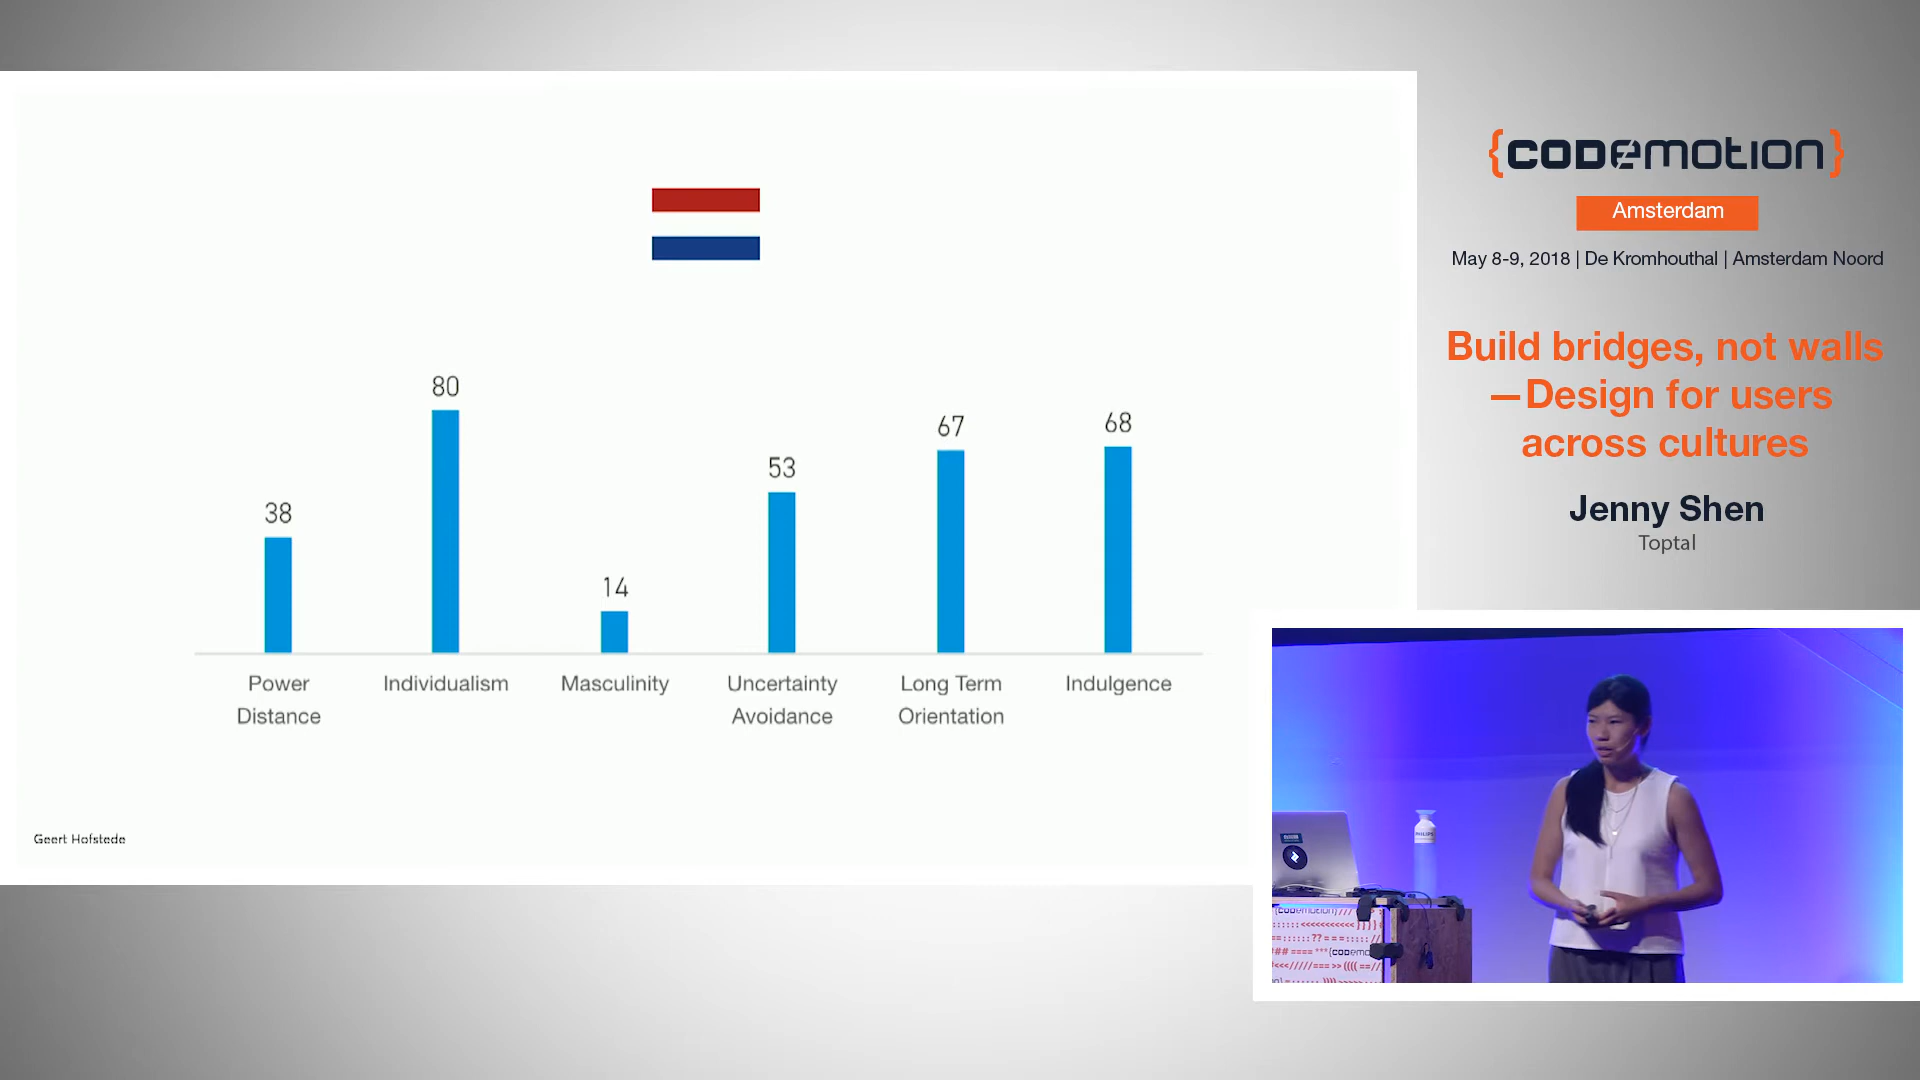 80
67
68
53
38
14
Power
Distance
Individualism
Masculinity
Uncertainty
Avoidance
Long Term
Orientation
Indulgence
Geert Hofstede
{CODEMOTION}
Amsterdam
May 8-9, 2018 | De Kromhouthal | Amsterdam Noord
Build bridges, not walls
—Design for users
across cultures
Jenny Shen
Toptal
PHILIPS